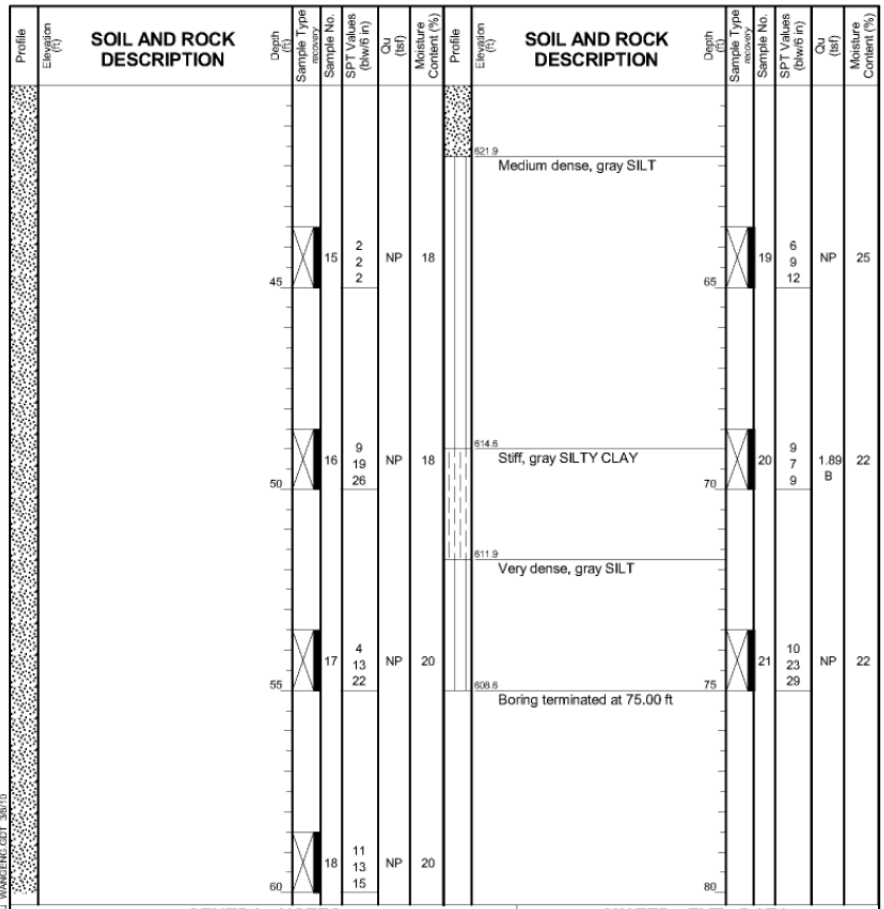 Profile
Elevation
(ft)
SOIL AND ROCK
DESCRIPTION
Depth
(ft)
Sample Type
recovery
Sample No.
SPT Values
(blw/6 in)
Qu
(tsf)
Moisture
Content (%)
Profile
Elevation
(ft)
SOIL AND ROCK
DESCRIPTION
Depth
(ft)
Sample Type
recovery
Sample No.
SPT Values
(blw/6 in)
Qu
(tsf)
Moisture
Content (%)
45
15
2
2
2
NP
18
50
16
9
19
26
NP
18
55
17
4
13
22
NP
20
60
18
11
13
15
NP
20
621.9
Medium dense, gray SILT
65
19
6
9
12
NP
25
614.6
Stiff, gray SILTY CLAY
70
20
9
7
9
1.89
B
22
611.9
Very dense, gray SILT
75
21
10
23
29
NP
22
608.6
Boring terminated at 75.00 ft
80
WANGENG.GDT 3/8/10